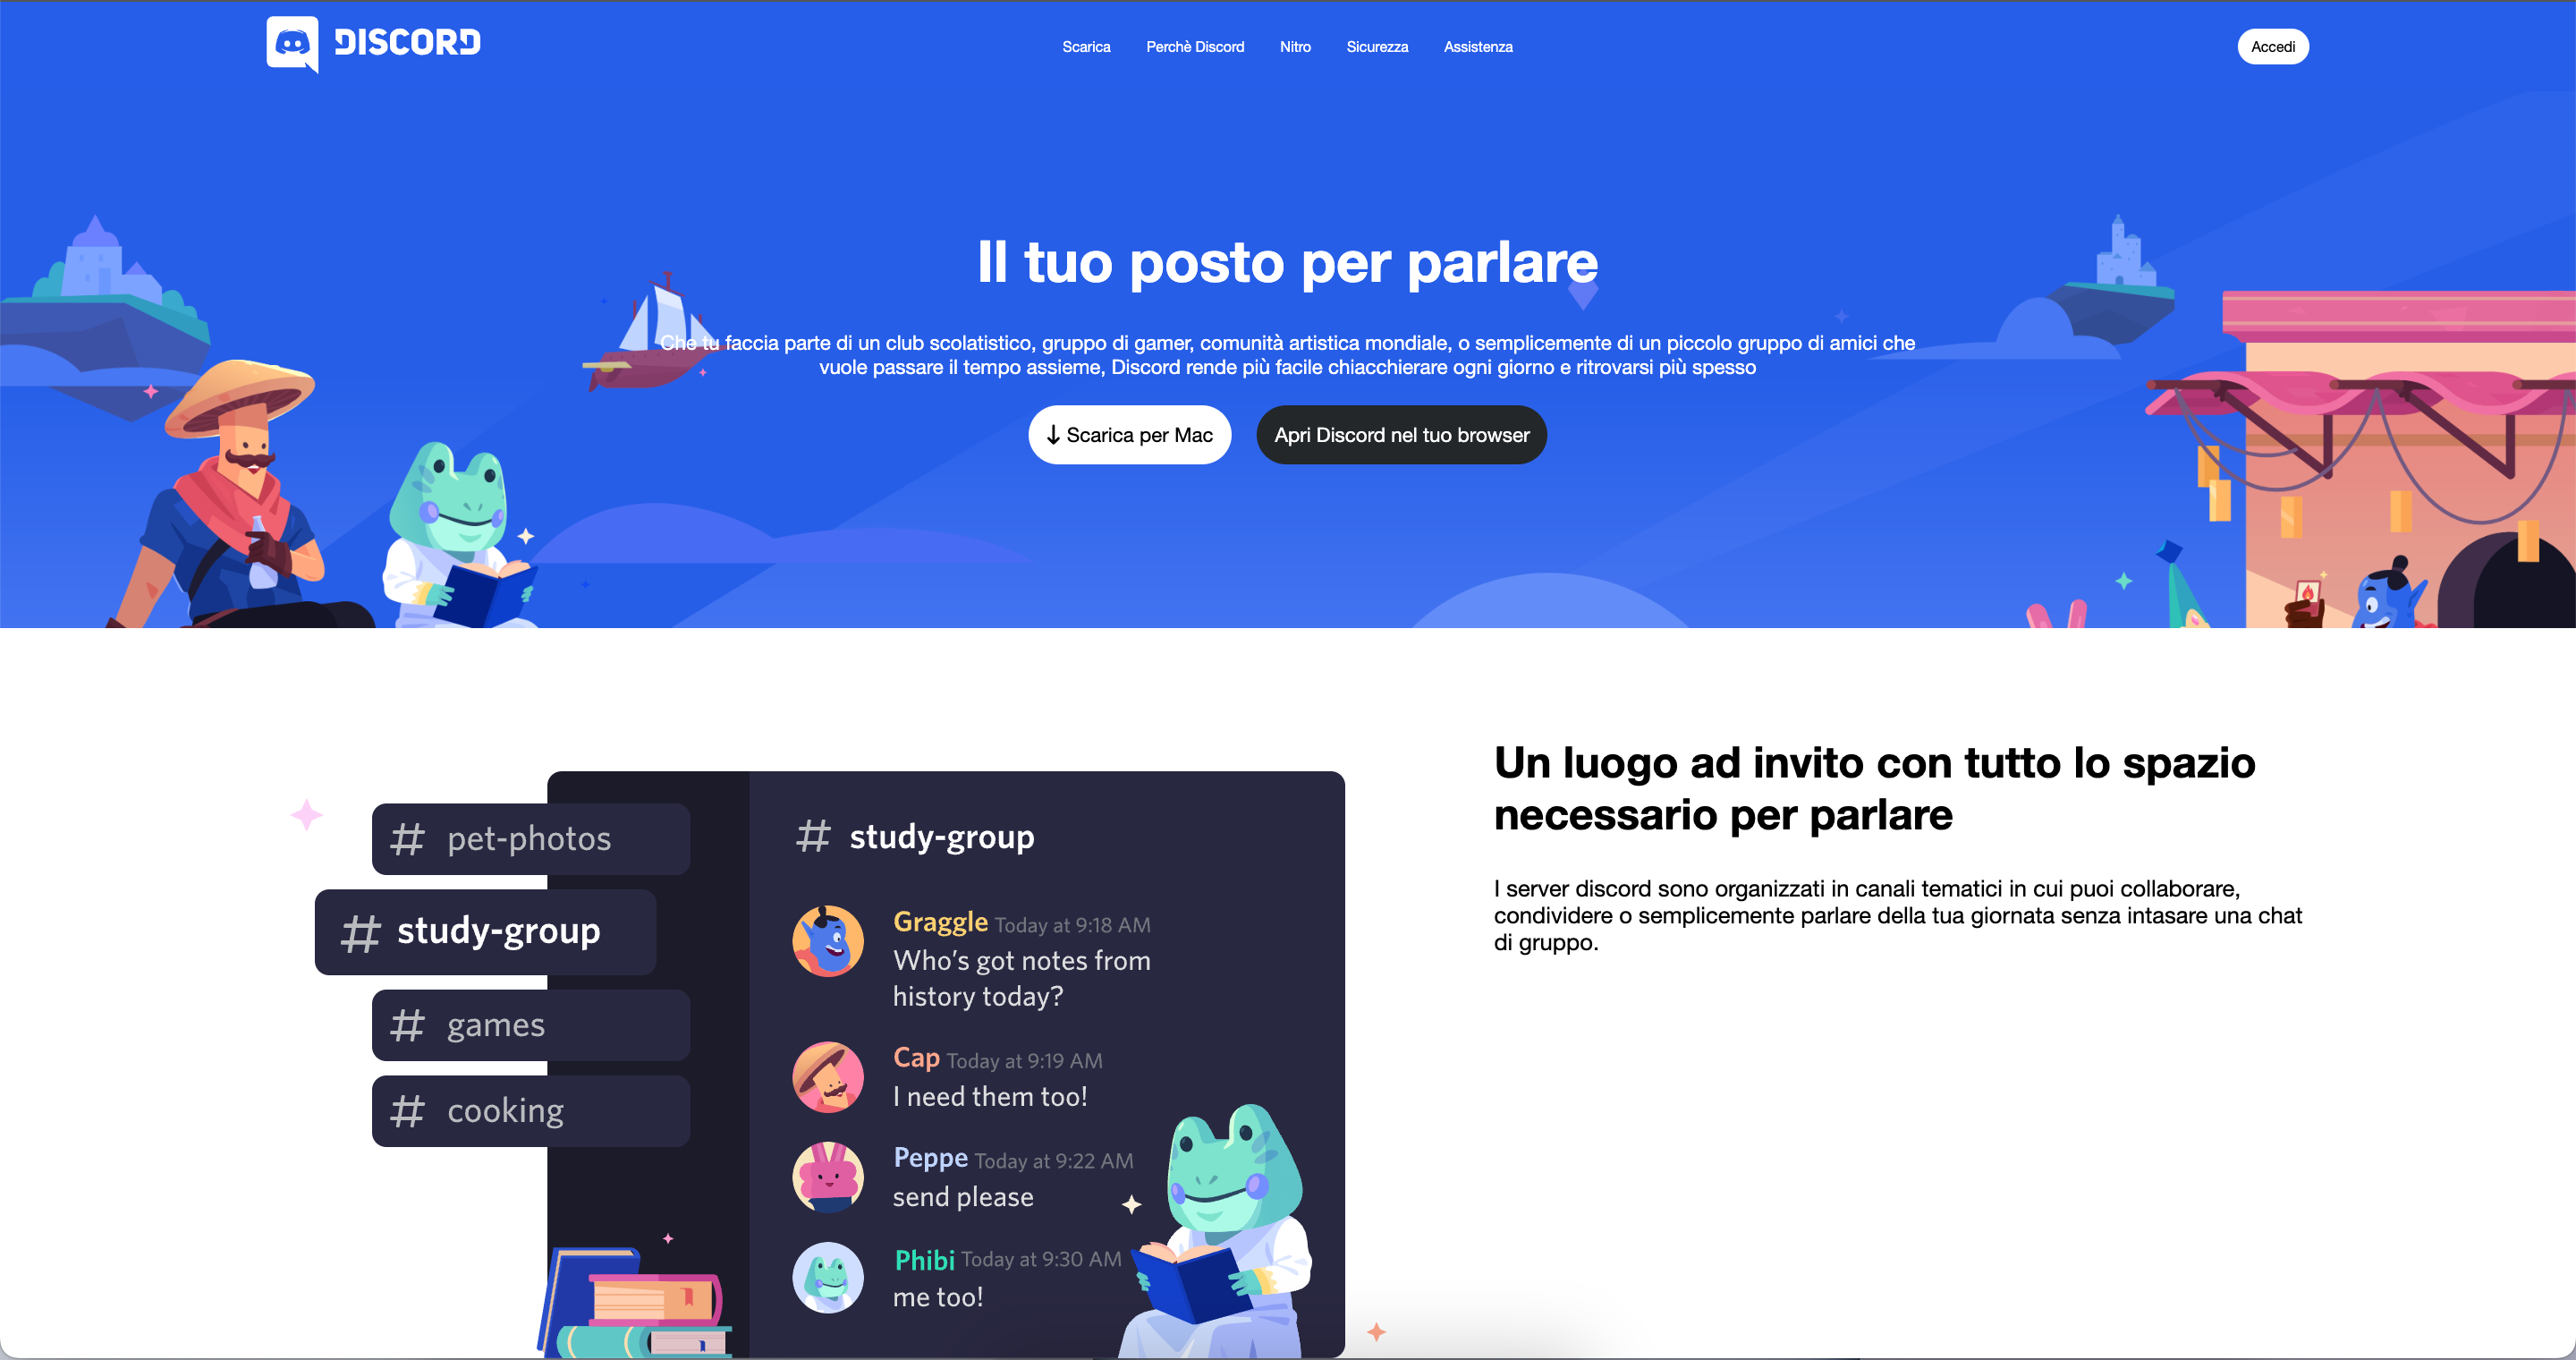 DISCORD
Scarica Perchè Discord Nitro Sicurezza Assistenza
Accedi
Il tuo posto per parlare
Che tu faccia parte di un club scolatistico, gruppo di gamer, comunità artistica mondiale, o semplicemente di un piccolo gruppo di amici che
vuole passare il tempo assieme, Discord rende più facile chiacchierare ogni giorno e ritrovarsi più spesso
Scarica per Mac
Apri Discord nel tuo browser
# pet-photos
# study-group
# games
# cooking
# study-group
Graggle Today at 9:18 AM
Who's got notes from
history today?
Cap Today at 9:19 AM
I need them too!
Peppe Today at 9:22 AM
send please
Phibi Today at 9:30 AM
me too!
Un luogo ad invito con tutto lo spazio
necessario per parlare
I server discord sono organizzati in canali tematici in cui puoi collaborare,
condividere o semplicemente parlare della tua giornata senza intasare una chat
di gruppo.